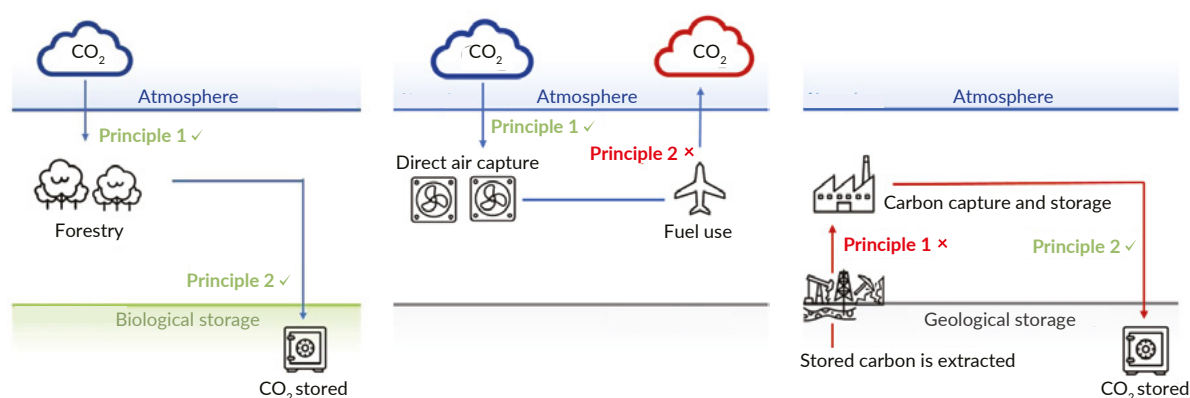 CO₂
Atmosphere
Principle 1 ✓
Forestry
Principle 2 ✓
Biological storage
CO₂ stored
CO₂
CO₂
Atmosphere
Principle 1 ✓
Principle 2 ×
Direct air capture
Fuel use
Atmosphere
Carbon capture and storage
Principle 1 ×
Principle 2 ✓
Geological storage
Stored carbon is extracted
CO₂ stored